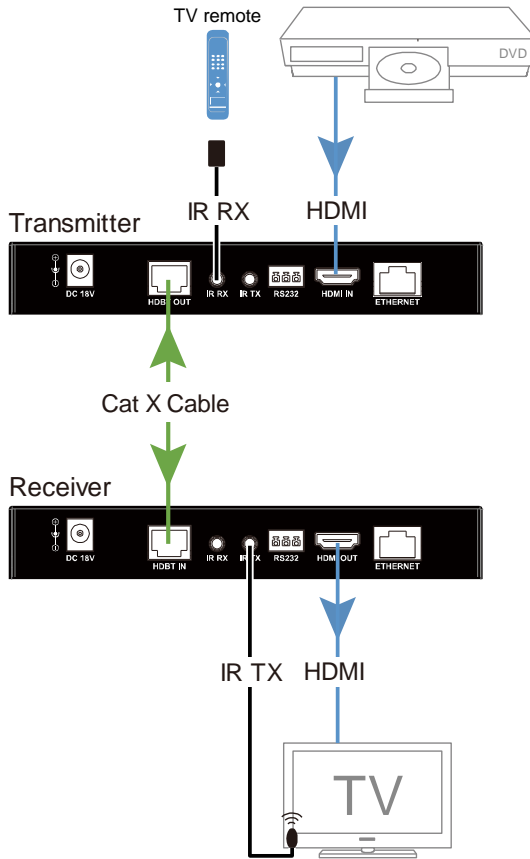 TV remote
DVD
IR RX
HDMI
Transmitter
DC 18V
HDBT OUT
IR RX
IR TX
RS232
HDMI IN
ETHERNET
Cat X Cable
Receiver
DC 18V
HDBT IN
IR RX
IR TX
RS232
HDMI OUT
ETHERNET
IR TX
HDMI
TV